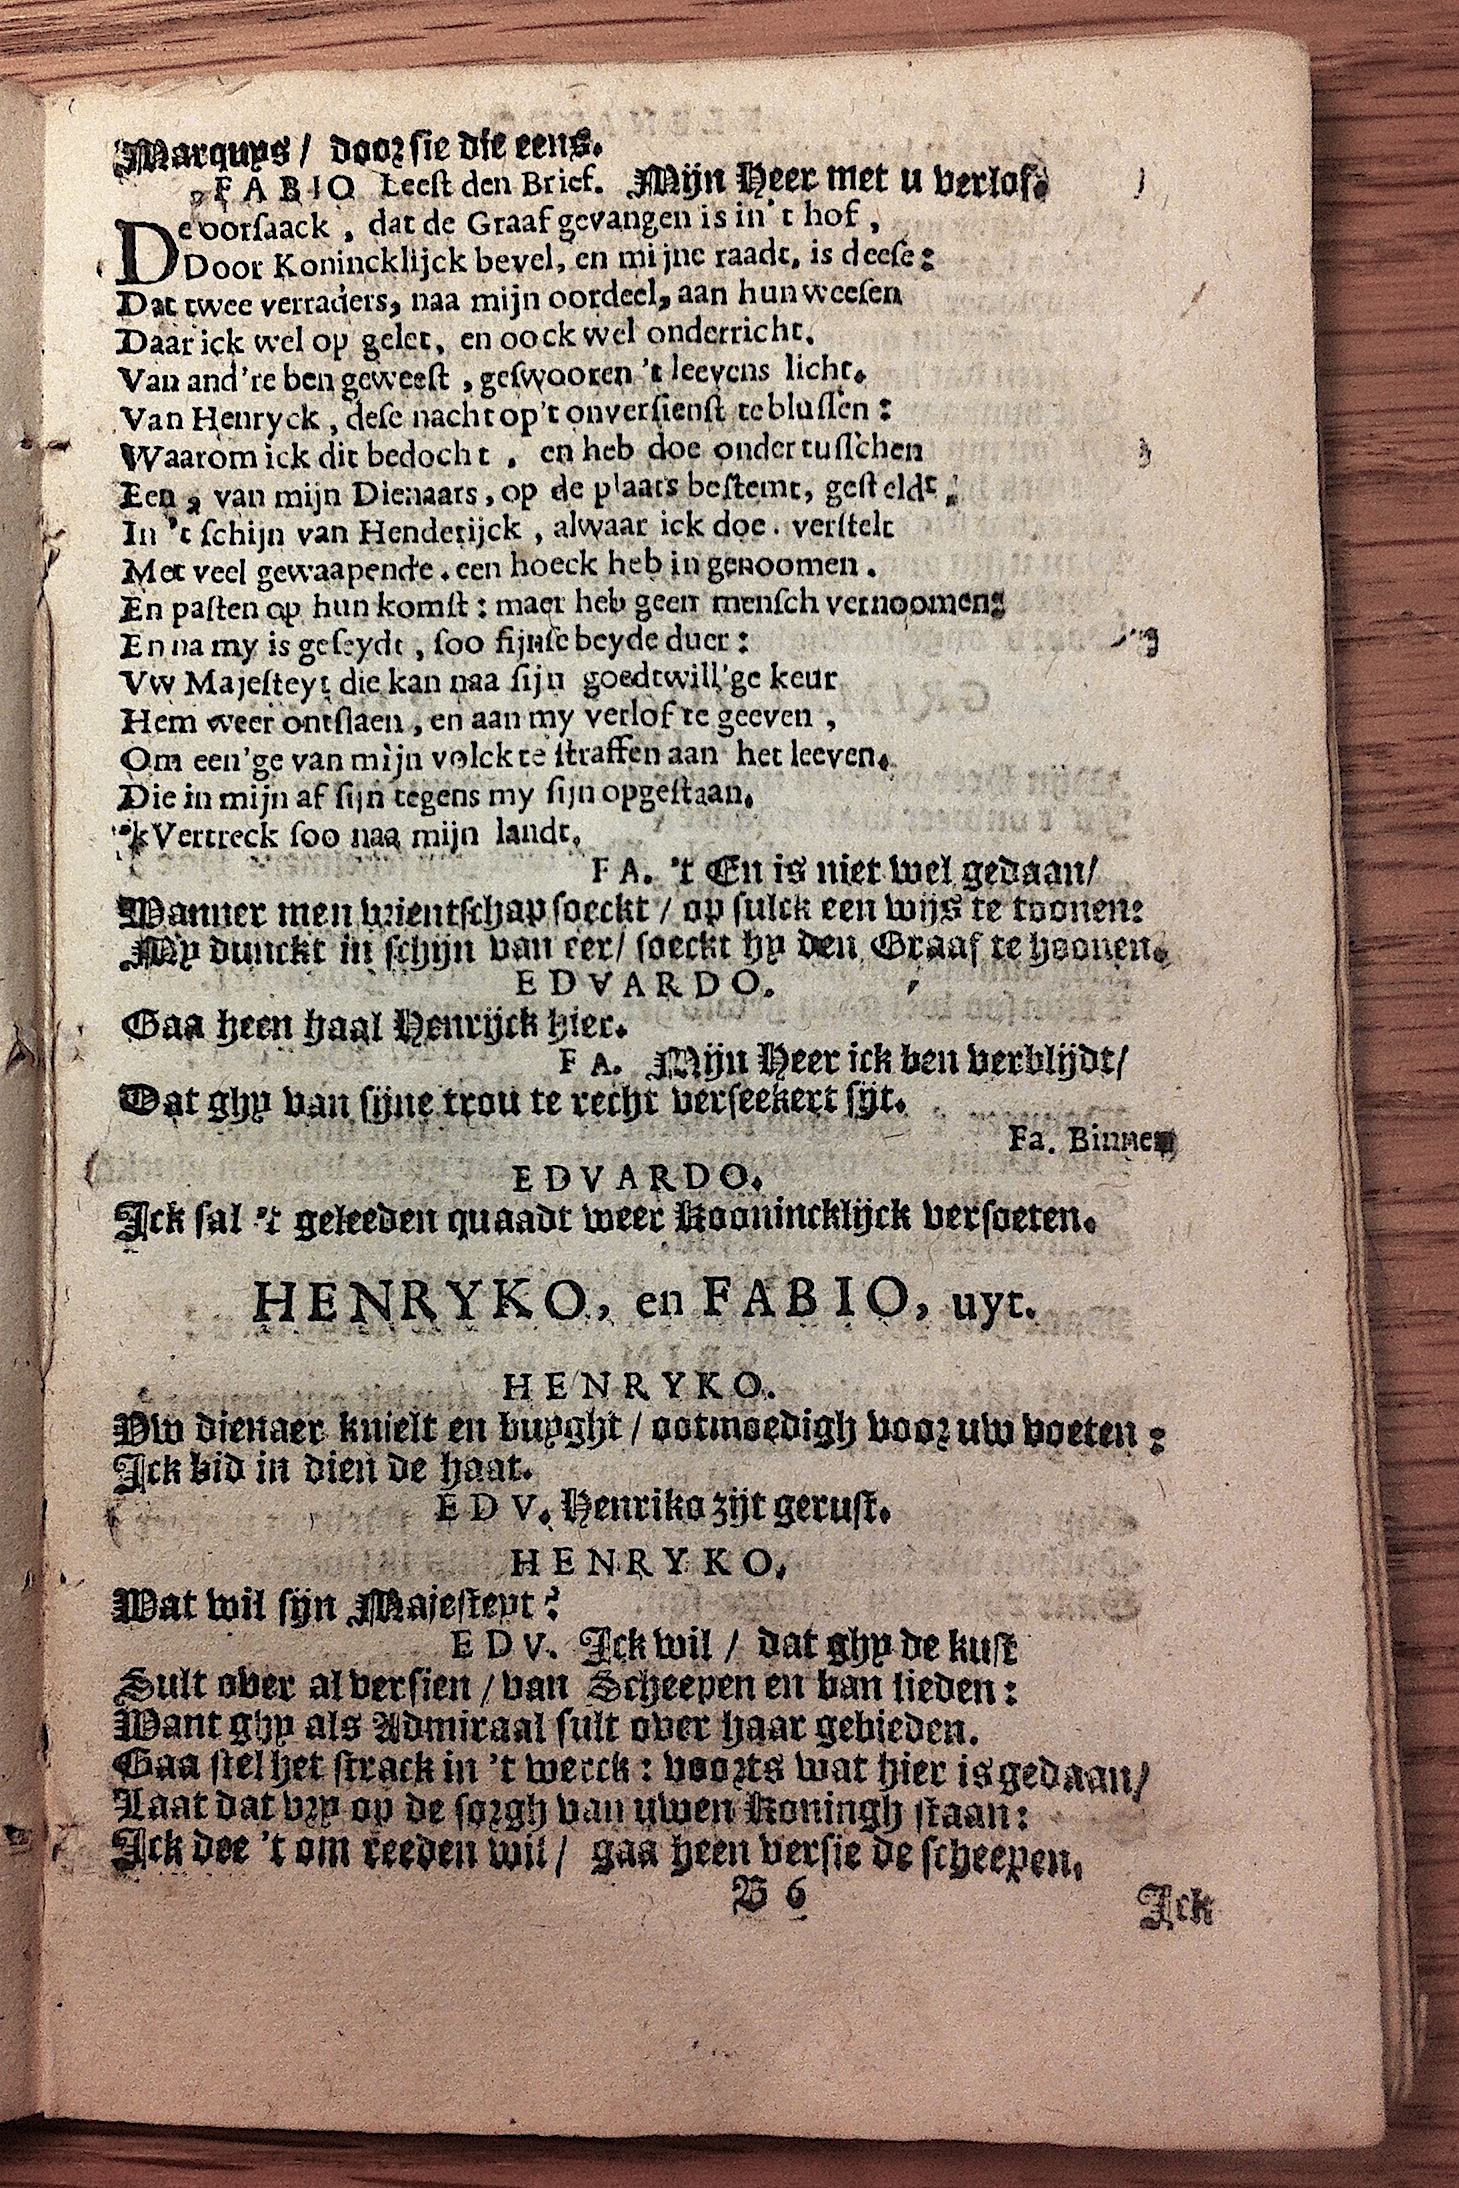 Marquys / doorsie die eens.
FABIO Leest den Brief. Mijn Heer met u verlof.
De oorsaack, dat de Graaf gevangen is in 't hof,
Door Konincklijck bevel, en mijne raadt, is deese:
Dat twee verraders, naa mijn oordeel, aan hun weesen
Daar ick wel op gelet, en oock wel onderricht.
Van and're ben geweest, geswooren 't leevens licht.
Van Henryck, dese nacht op 't onversienst te blussen:
Waarom ick dit bedocht, en heb doe ondertusschen
Een, van mijn Dienaars, op de plaats bestemt, gesteldt,
In 't schijn van Henderijck, alwaar ick doe. verstelt
Met veel gewaapende. een hoeck heb in genoomen.
En pasten op hun komst: maer heb geen mensch vernoomen:
En na my is geseydt, soo sijnse beyde duer:
Vw Majesteyt die kan naa sijn goedtwill'ge keur
Hem weer ontslaen, en aan my verlof te geeven,
Om een'ge van mijn volck te straffen aan het leeven.
Die in mijn af sijn tegens my sijn opgestaan.
'k Vertreck soo naa mijn landt.
FA. 't En is niet wel gedaan/
Wanner men vrientschap soeckt / op sulck een wijs te toonen:
My dunckt in schijn van eer/ soeckt hy den Graaf te hoonen.
EDVARDO.
Gaa heen haal Henrijck hier.
FA. Mijn Heer ick ben verblijdt/
Dat ghy van sijne trou te recht verseekert sijt.
Fa. Binnen
EDVARDO.
Ick sal 't geleeden quaadt weer Koonincklijck versoeten.
HENRYKO, en FABIO, uyt.
HENRYKO.
Vw dienaer knielt en buyght / ootmoedigh voor uw voeten:
Ick bid in dien de haat.
EDV. Henriko zijt gerust.
HENRYKO.
Wat wil sijn Majesteyt?
EDV. Ick wil / dat ghy de kust
Sult over al versien / van Scheepen en van lieden:
Want ghy als Admiraal sult over haar gebieden.
Gaa stel het strack in 't werck: voorts wat hier is gedaan/
Laat dat vry op de sorgh van uwen Koningh staan:
Ick dee 't om reeden wil / gaa heen versie de scheepen.
B 6
Ick